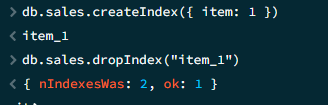 > db.sales.createIndex({ item: 1 })
< item_1
> db.sales.dropIndex("item_1")
< { nIndexesWas: 2, ok: 1 }